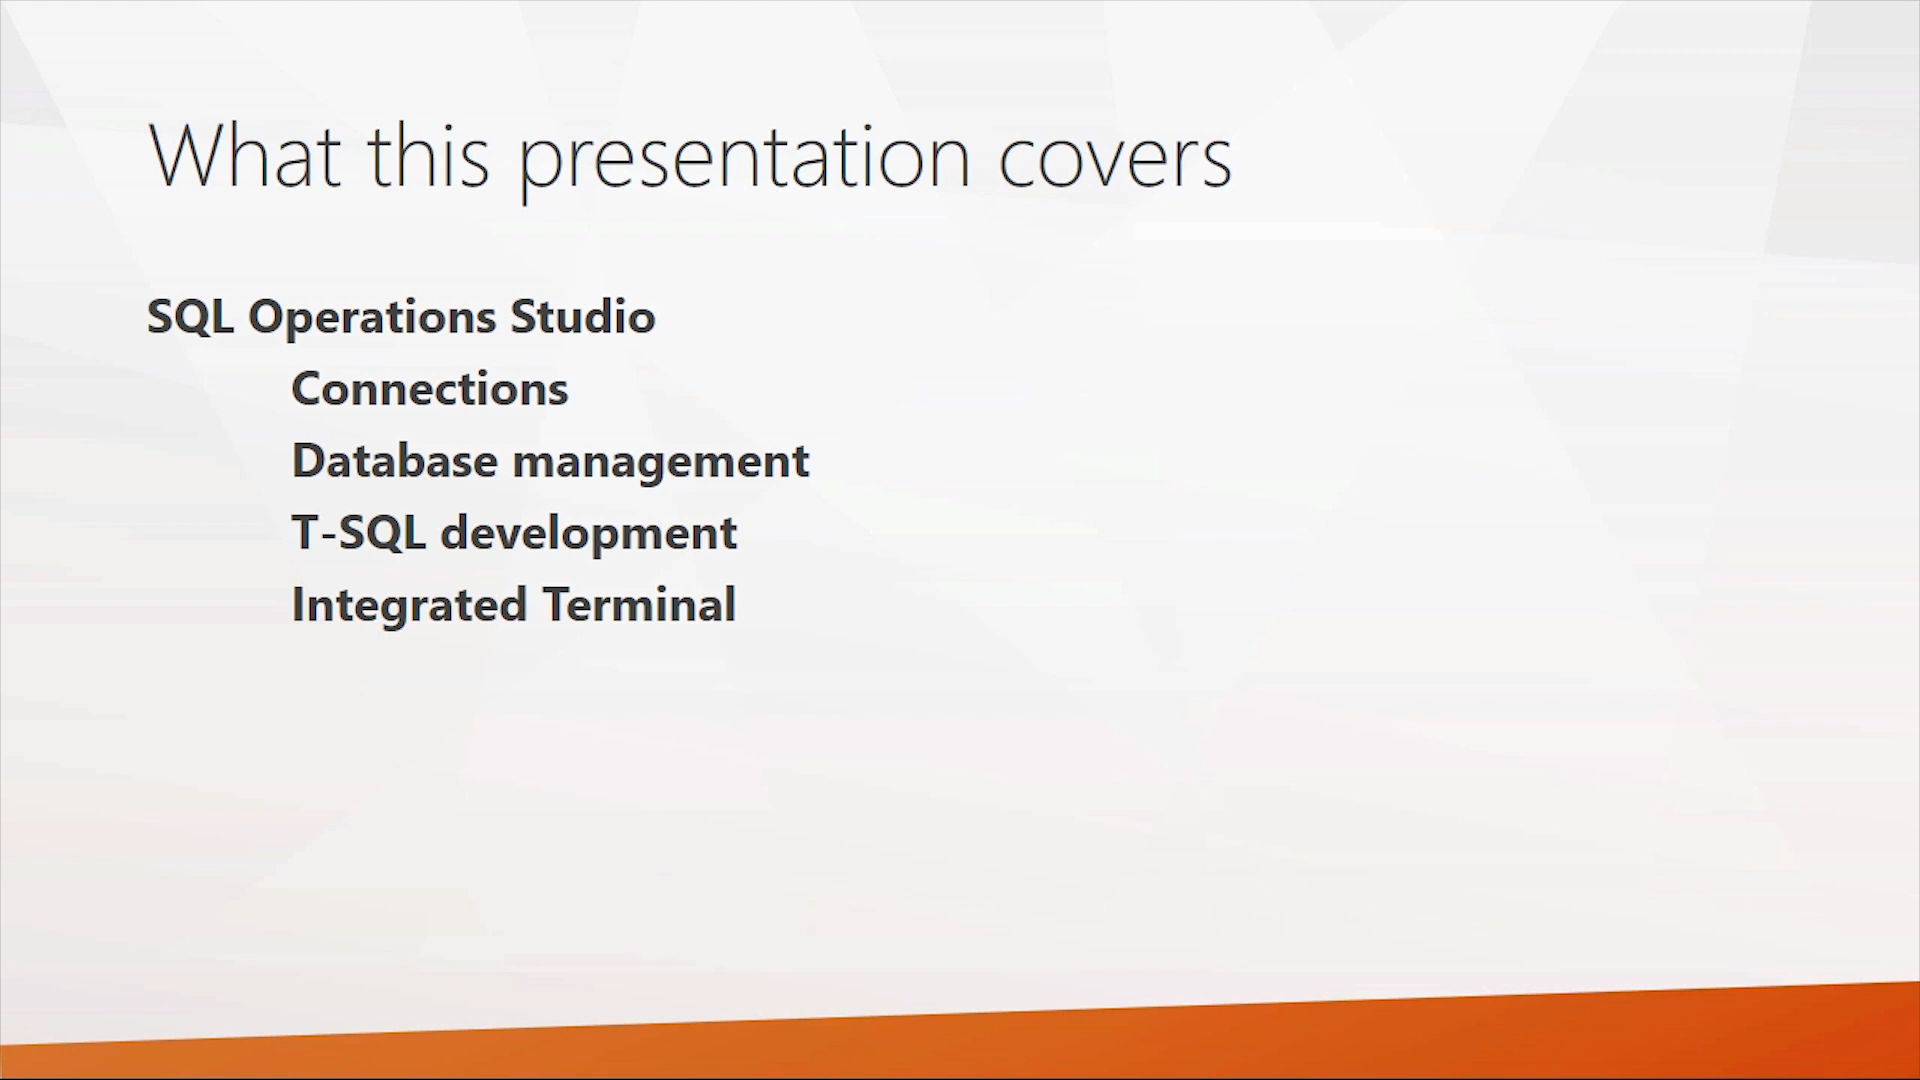 What this presentation covers
SQL Operations Studio
Connections
Database management
T-SQL development
Integrated Terminal